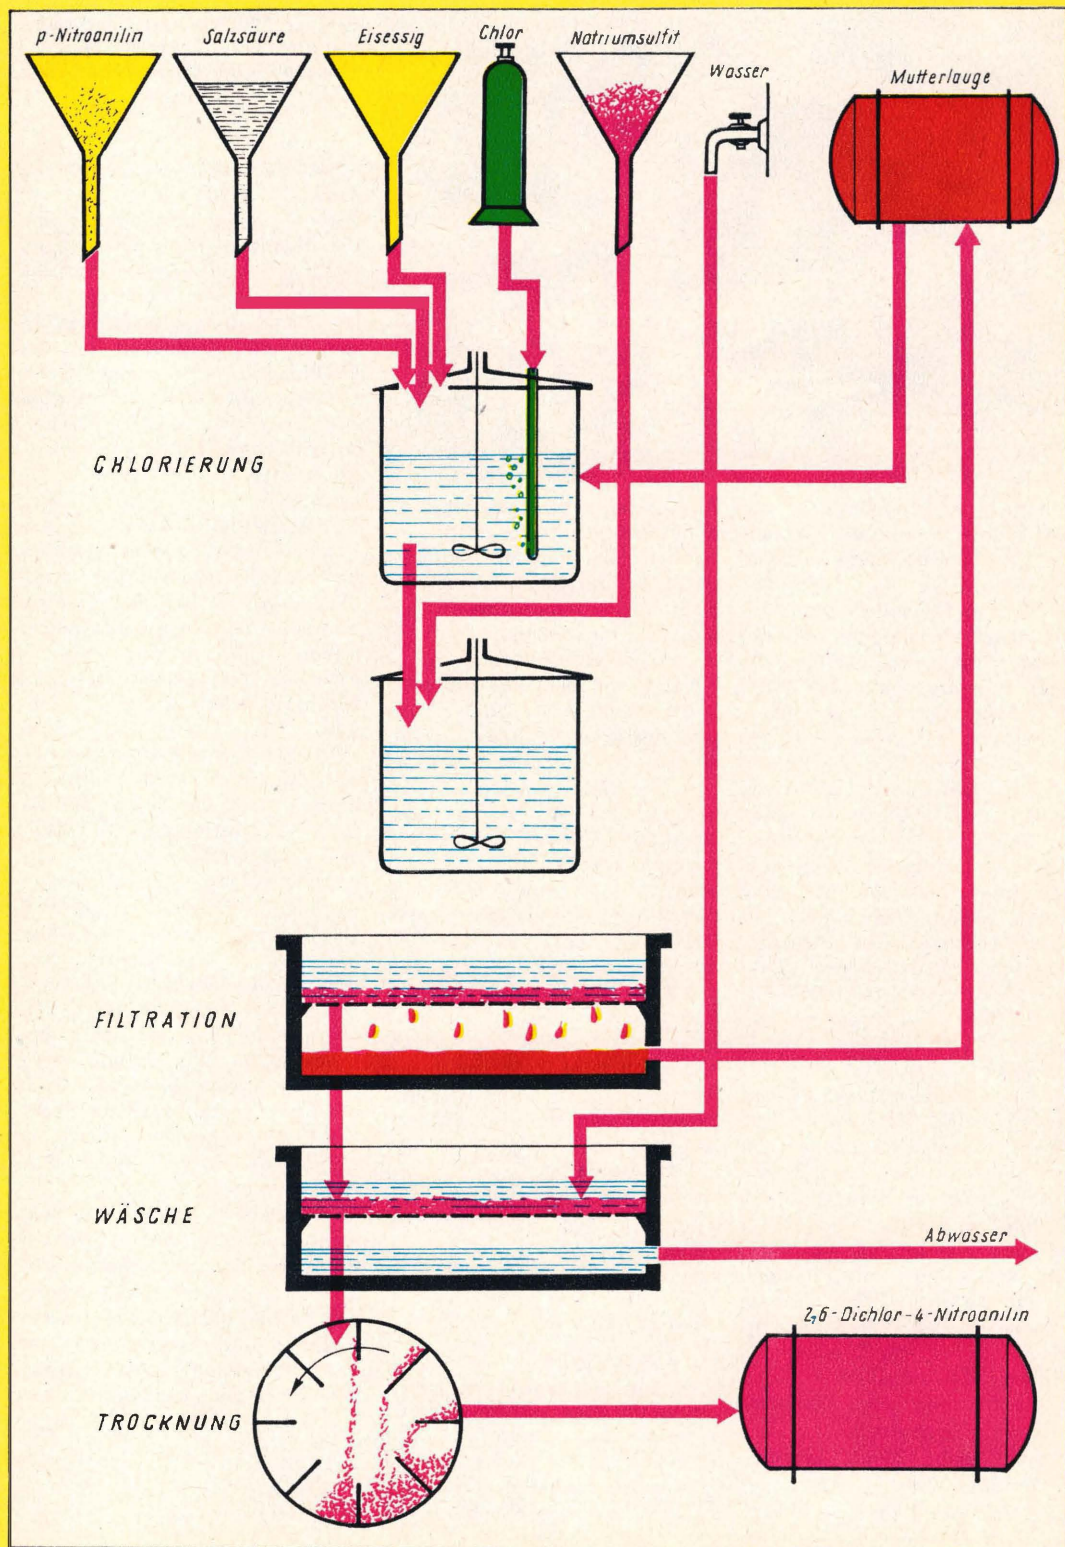 p-Nitroanilin
Salzsäure
Eisessig
Chlor
Natriumsulfit
Wasser
Mutterlauge
CHLORIERUNG
FILTRATION
WÄSCHE
Abwasser
2,6-Dichlor-4-Nitroanilin
TROCKNUNG